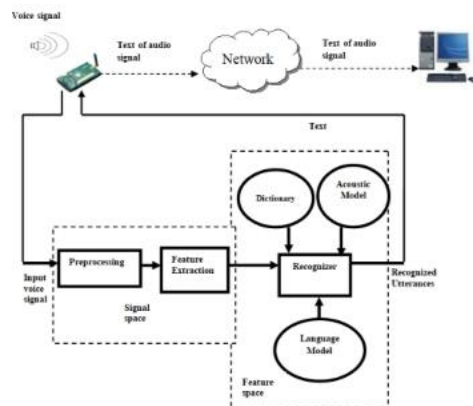 Voice signal
Text of audio
signal
Network
Text of audio
signal
Text
Dictionary
Acoustic
Model
Preprocessing
Feature
Extraction
Recognizer
Input
voice
signal
Signal
space
Recognized
Utterances
Language
Model
Feature
space